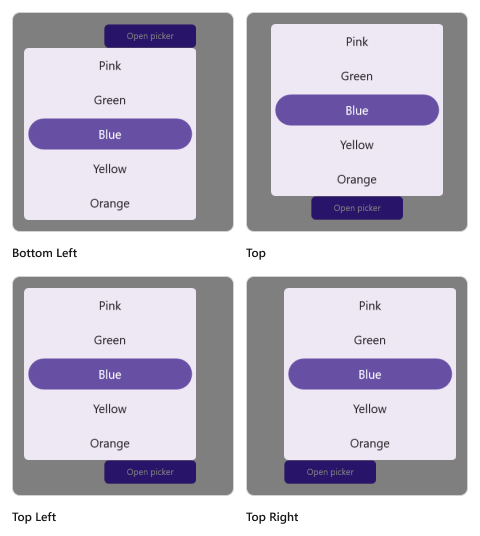 Open picker
Pink
Green
Blue
Yellow
Orange
Bottom Left
Pink
Green
Blue
Yellow
Orange
Open picker
Top
Pink
Green
Blue
Yellow
Orange
Open picker
Top Left
Pink
Green
Blue
Yellow
Orange
Open picker
Top Right